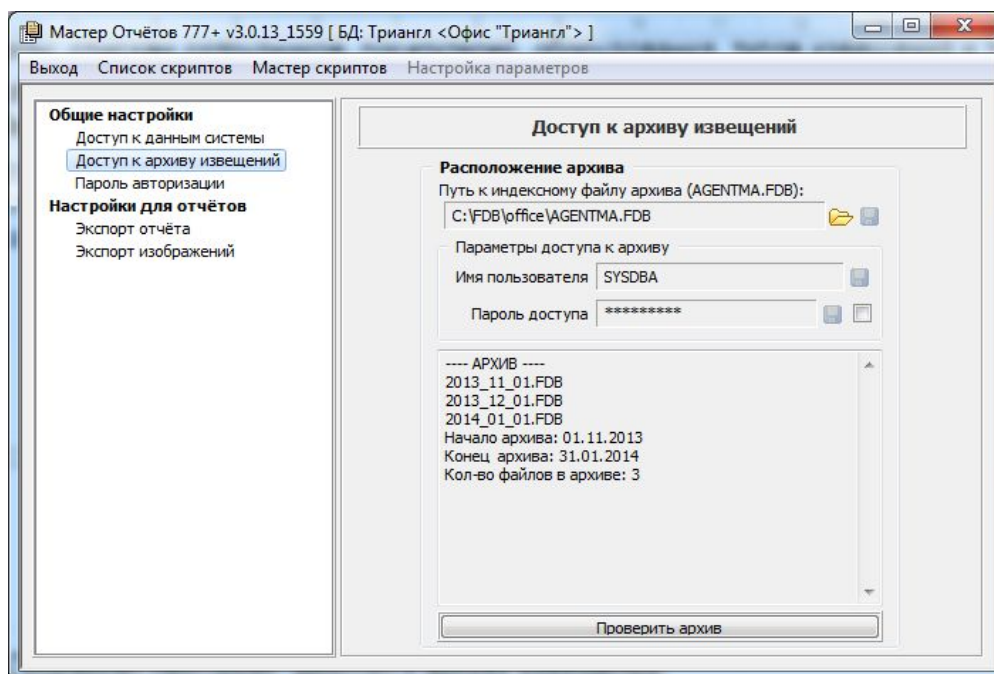 Мастер Отчётов 777+ v3.0.13_1559 [ БД: Триангл <Офис "Триангл"> ]
Выход Список скриптов Мастер скриптов Настройка параметров
Общие настройки
Доступ к данным системы
Доступ к архиву извещений
Пароль авторизации
Настройки для отчётов
Экспорт отчёта
Экспорт изображений
Доступ к архиву извещений
Расположение архива
Путь к индексному файлу архива (AGENTMA.FDB):
C:\FDB\office\AGENTMA.FDB
Параметры доступа к архиву
Имя пользователя SYSDBA
Пароль доступа *********
---- АРХИВ ----
2013_11_01.FDB
2013_12_01.FDB
2014_01_01.FDB
Начало архива: 01.11.2013
Конец архива: 31.01.2014
Кол-во файлов в архиве: 3
Проверить архив